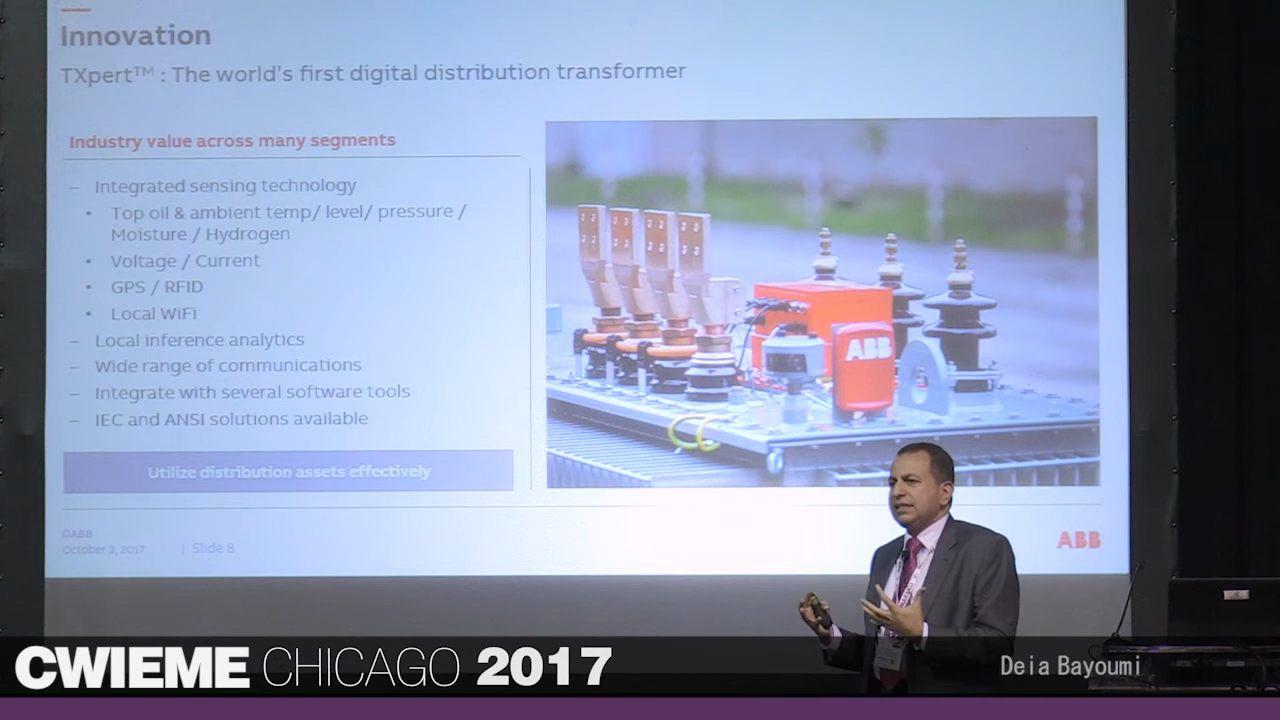 Innovation
TXpert™ : The world's first digital distribution transformer
Industry value across many segments
– Integrated sensing technology
• Top oil & ambient temp/ level/ pressure /
Moisture / Hydrogen
• Voltage / Current
• GPS / RFID
• Local WiFi
– Local inference analytics
– Wide range of communications
– Integrate with several software tools
– IEC and ANSI solutions available
Utilize distribution assets effectively
ABB
©ABB
October 3, 2017 | Slide 8
ABB
CWIEME CHICAGO 2017
Deia Bayoumi